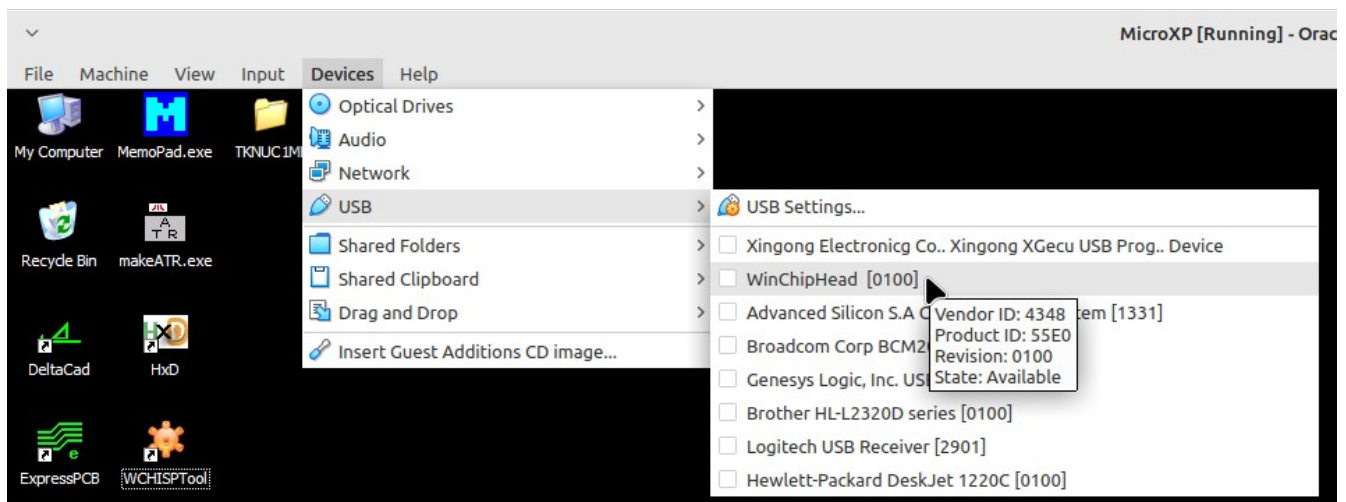 MicroXP [Running] - Orac
File Machine View Input Devices Help
My Computer MemoPad.exe TKNUC1M
Recycle Bin makeATR.exe
A
T R
DeltaCad HxD
HxD
ExpressPCB WCHISPTool
e
Optical Drives
Audio
Network
USB
Shared Folders
Shared Clipboard
Drag and Drop
Insert Guest Additions CD image...
USB Settings...
Xingong Electronicg Co.. Xingong XGecu USB Prog.. Device
WinChipHead [0100]
Advanced Silicon S.A C tem [1331]
Broadcom Corp BCM2
Genesys Logic, Inc. US
Brother HL-L2320D series [0100]
Logitech USB Receiver [2901]
Hewlett-Packard DeskJet 1220C [0100]
Vendor ID: 4348
Product ID: 55E0
Revision: 0100
State: Available